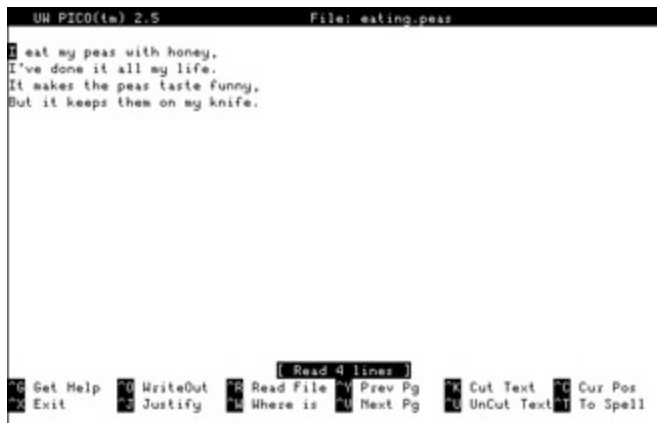 UW PICO(tm) 2.5 File: eating.peas
I eat my peas with honey,
I've done it all my life.
It makes the peas taste funny,
But it keeps them on my knife.
[ Read 4 lines ]
^G Get Help ^O WriteOut ^R Read File ^Y Prev Pg ^K Cut Text ^C Cur Pos
^X Exit ^J Justify ^W Where is ^V Next Pg ^U UnCut Text ^T To Spell